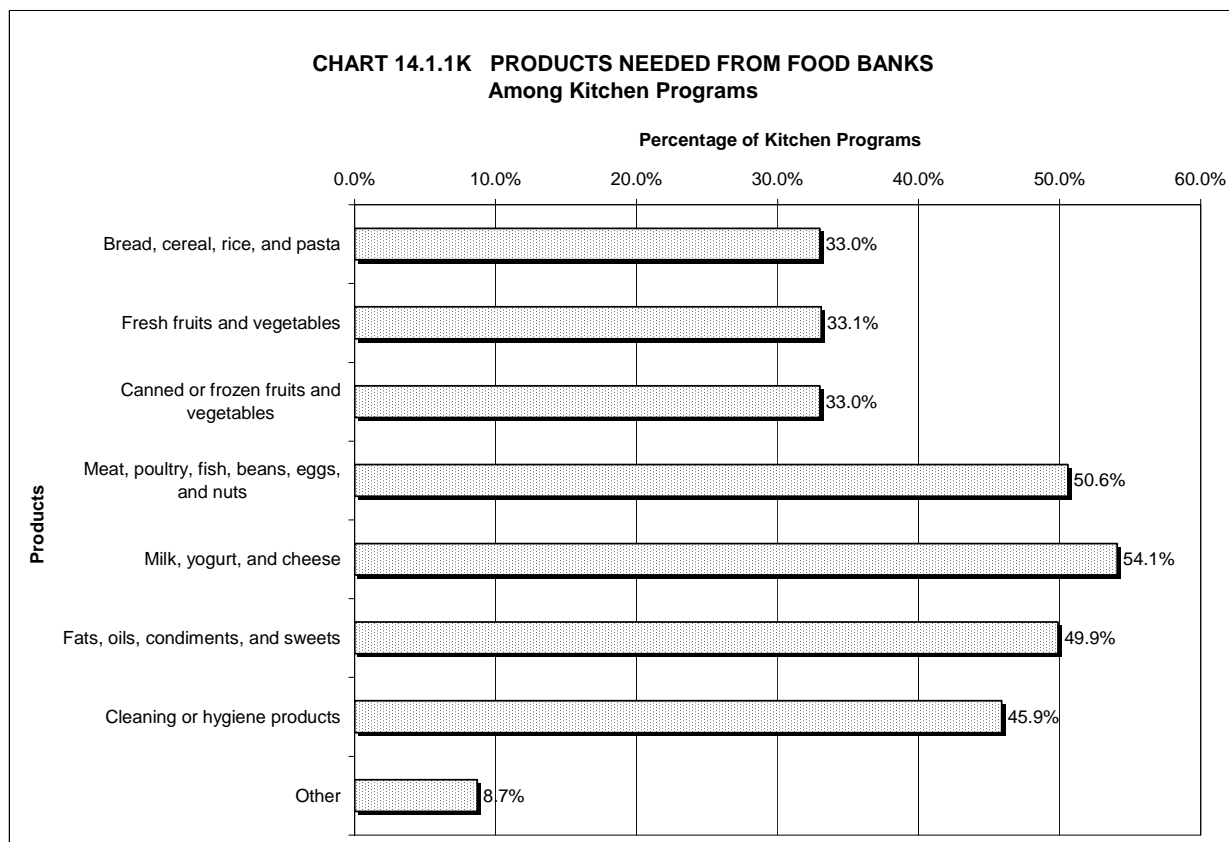 CHART 14.1.1K PRODUCTS NEEDED FROM FOOD BANKS
Among Kitchen Programs
Percentage of Kitchen Programs
0.0% 10.0% 20.0% 30.0% 40.0% 50.0% 60.0%
Products
Bread, cereal, rice, and pasta 33.0%
Fresh fruits and vegetables 33.1%
Canned or frozen fruits and
vegetables 33.0%
Meat, poultry, fish, beans, eggs,
and nuts 50.6%
Milk, yogurt, and cheese 54.1%
Fats, oils, condiments, and sweets 49.9%
Cleaning or hygiene products 45.9%
Other 8.7%